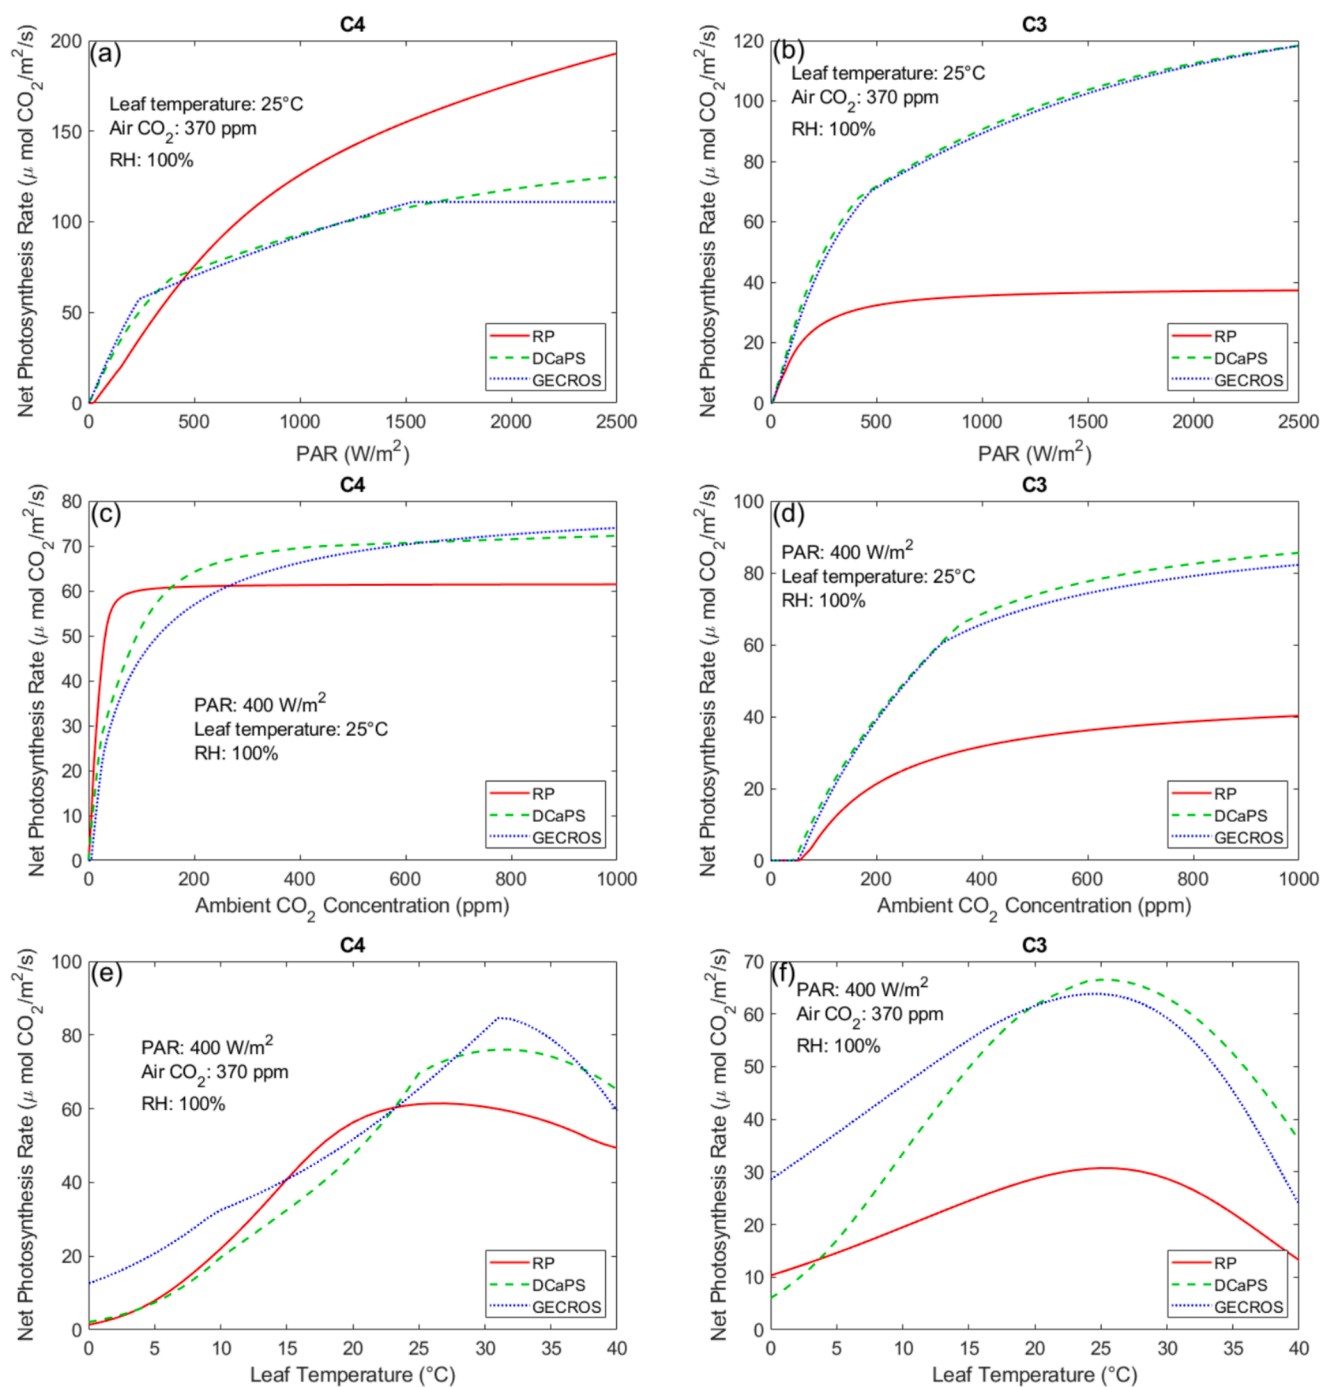 C4
(a)
Leaf temperature: 25°C
Air CO2: 370 ppm
RH: 100%
Net Photosynthesis Rate (μ mol CO2/m2/s)
200
150
100
50
0
RP
DCaPS
GECROS
0 500 1000 1500 2000 2500
PAR (W/m2)
C3
(b)
Leaf temperature: 25°C
Air CO2: 370 ppm
RH: 100%
Net Photosynthesis Rate (μ mol CO2/m2/s)
120
100
80
60
40
20
0
RP
DCaPS
GECROS
0 500 1000 1500 2000 2500
PAR (W/m2)
C4
(c)
Net Photosynthesis Rate (μ mol CO2/m2/s)
80
70
60
50
40
30
20
10
0
PAR: 400 W/m2
Leaf temperature: 25°C
RH: 100%
RP
DCaPS
GECROS
0 200 400 600 800 1000
Ambient CO2 Concentration (ppm)
C3
(d)
PAR: 400 W/m2
Leaf temperature: 25°C
RH: 100%
Net Photosynthesis Rate (μ mol CO2/m2/s)
100
80
60
40
20
0
RP
DCaPS
GECROS
0 200 400 600 800 1000
Ambient CO2 Concentration (ppm)
C4
(e)
PAR: 400 W/m2
Air CO2: 370 ppm
RH: 100%
Net Photosynthesis Rate (μ mol CO2/m2/s)
100
80
60
40
20
0
RP
DCaPS
GECROS
0 5 10 15 20 25 30 35 40
Leaf Temperature (°C)
C3
(f)
PAR: 400 W/m2
Air CO2: 370 ppm
RH: 100%
Net Photosynthesis Rate (μ mol CO2/m2/s)
70
60
50
40
30
20
10
0
RP
DCaPS
GECROS
0 5 10 15 20 25 30 35 40
Leaf Temperature (°C)